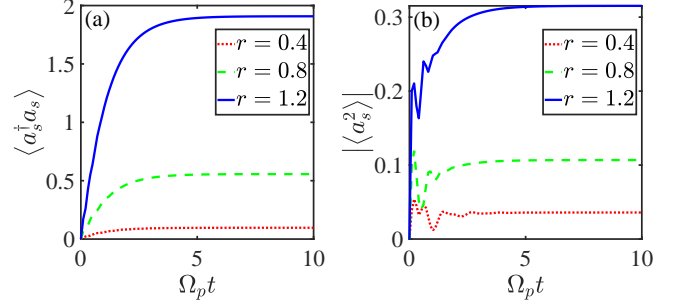 (a)
2
1.5
1
0.5
0
0
5
10
⟨a_s^†a_s⟩
Ω_p t
r = 0.4
r = 0.8
r = 1.2
(b)
0.3
0.2
0.1
0
0
5
10
|⟨a_s^2⟩|
Ω_p t
r = 0.4
r = 0.8
r = 1.2